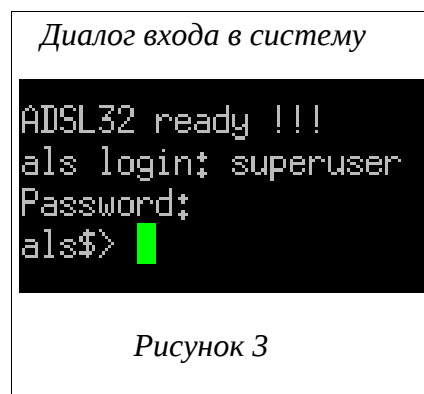 Диалог входа в систему
ADSL32 ready !!!
als login: superuser
Password:
als$>
Рисунок 3